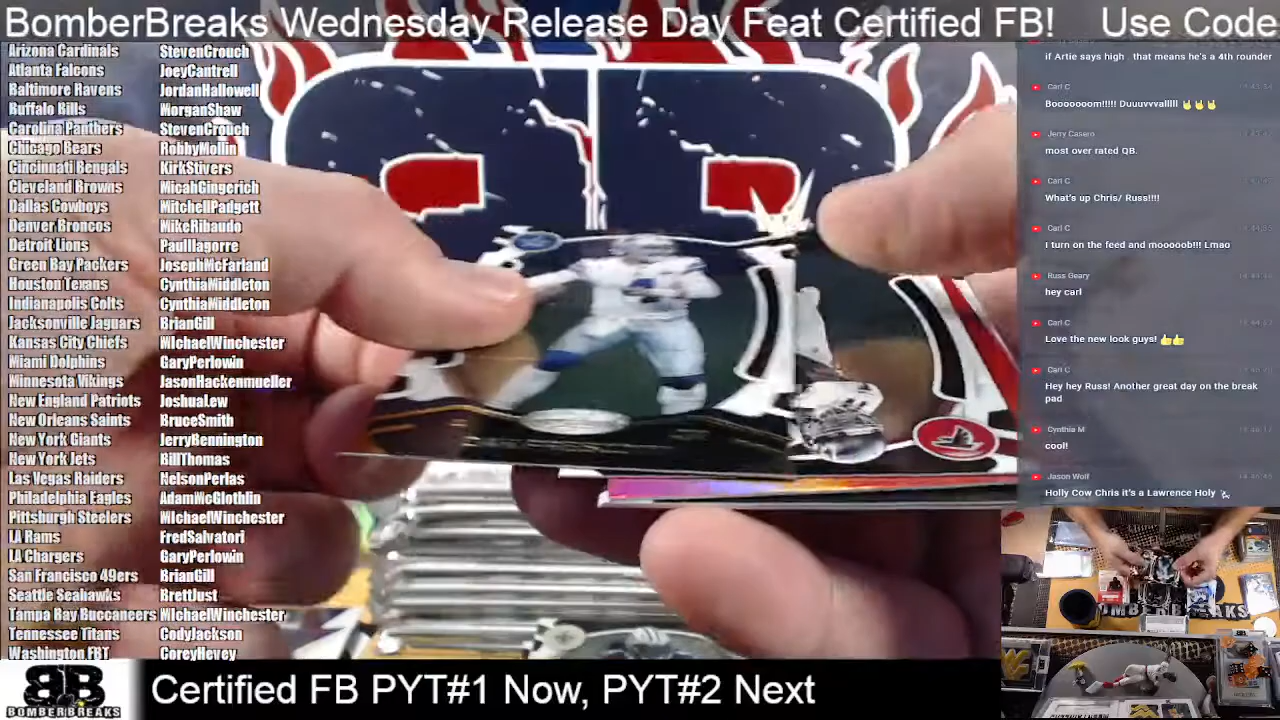 BomberBreaks Wednesday Release Day Feat Certified FB! Use Code
Arizona Cardinals StevenCrouch
Atlanta Falcons JoeyCantrell
Baltimore Ravens JordanHallowell
Buffalo Bills MorganShaw
Carolina Panthers StevenCrouch
Chicago Bears RobbyMollin
Cincinnati Bengals KirkStivers
Cleveland Browns MicahGingerich
Dallas Cowboys MitchellPadgett
Denver Broncos MikeRibaudo
Detroit Lions PaulIagorre
Green Bay Packers JosephMcFarland
Houston Texans CynthiaMiddleton
Indianapolis Colts CynthiaMiddleton
Jacksonville Jaguars BrianGill
Kansas City Chiefs MIchaelWinchester
Miami Dolphins GaryPerlowin
Minnesota Vikings JasonHackenmueller
New England Patriots JoshuaLew
New Orleans Saints BruceSmith
New York Giants JerryBennington
New York Jets BillThomas
Las Vegas Raiders NelsonPerlas
Philadelphia Eagles AdamMcGlothlin
Pittsburgh Steelers MIchaelWinchester
LA Rams FredSalvatorI
LA Chargers GaryPerlowin
San Francisco 49ers BrianGill
Seattle Seahawks BrettJust
Tampa Bay Buccaneers MIchaelWinchester
Tennessee Titans CodyJackson
Washington FBT CoreyHevey
if Artie says high that means he's a 4th rounder
Carl C
Booooooom!!!!! Duuuvvvalllll 🤘🤘🤘
Jerry Casero
most over rated QB.
Carl C
What's up Chris/ Russ!!!!
Carl C
I turn on the feed and mooooob!!! Lmao
Russ Geary
hey carl
Carl C
Love the new look guys! 👍👍
Carl C
Hey hey Russ! Another great day on the break
pad
Cynthia M
cool!
Jason Wolf
Holly Cow Chris it's a Lawrence Holy
BOMBERBREAKS
BB
BOMBERBREAKS
Certified FB PYT#1 Now, PYT#2 Next